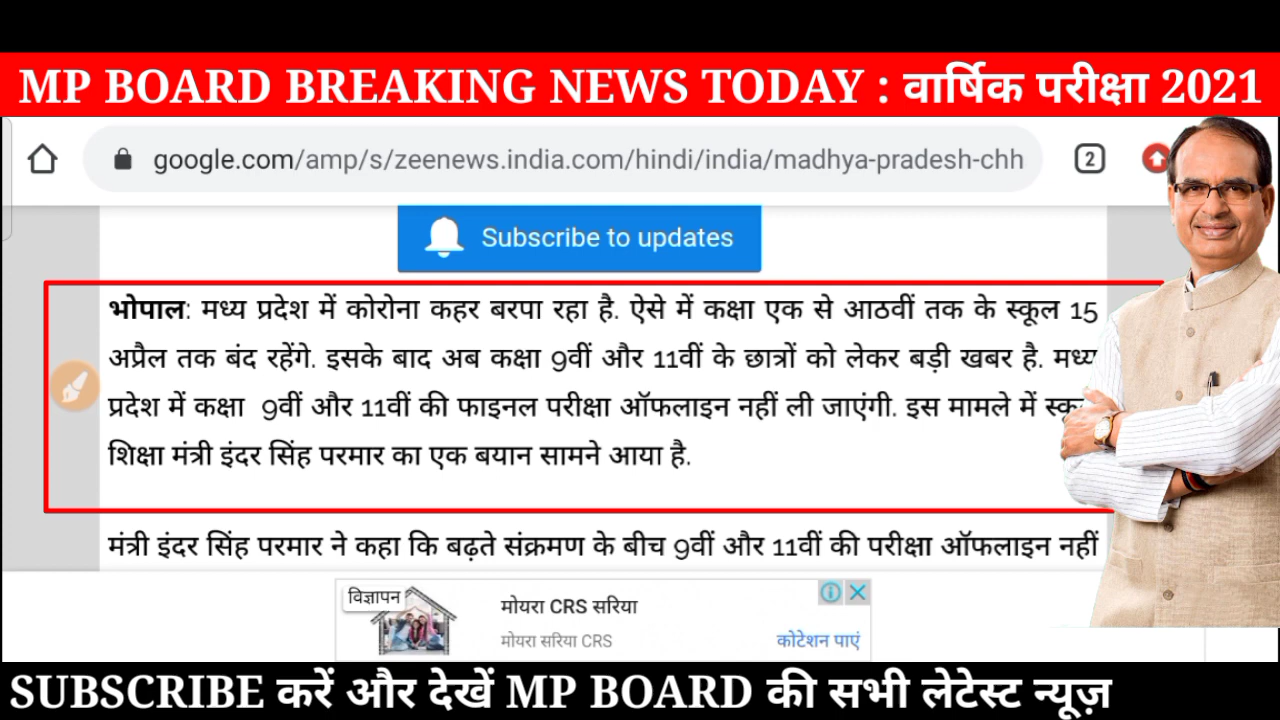 MP BOARD BREAKING NEWS TODAY : वार्षिक परीक्षा 2021
google.com/amp/s/zeenews.india.com/hindi/india/madhya-pradesh-chh
2
Subscribe to updates
भोपाल: मध्य प्रदेश में कोरोना कहर बरपा रहा है. ऐसे में कक्षा एक से आठवीं तक के स्कूल 15
अप्रैल तक बंद रहेंगे. इसके बाद अब कक्षा 9वीं और 11वीं के छात्रों को लेकर बड़ी खबर है. मध्य
प्रदेश में कक्षा 9वीं और 11वीं की फाइनल परीक्षा ऑफलाइन नहीं ली जाएंगी. इस मामले में
शिक्षा मंत्री इंदर सिंह परमार का एक बयान सामने आया है.
मंत्री इंदर सिंह परमार ने कहा कि बढ़ते संक्रमण के बीच 9वीं और 11वीं की परीक्षा ऑफलाइन नहीं
विज्ञापन
मोयरा CRS सरिया
मोयरा सरिया CRS
कोटेशन पाएं
SUBSCRIBE करें और देखें MP BOARD की सभी लेटेस्ट न्यूज़